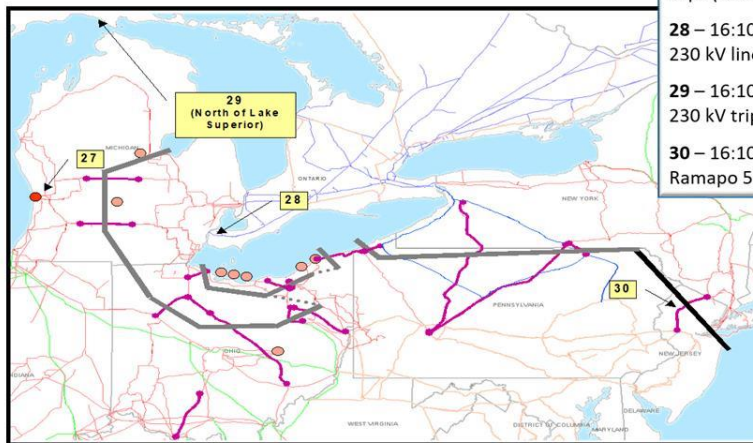 28 – 16:10
230 kV line
29 – 16:10
230 kV trip
30 – 16:10
Ramapo 5
29
(North of Lake
Superior)
27
MICHIGAN
ONTARIO
28
NEW YORK
30
PENNSYLVANIA
OHIO
NEW JERSEY
INDIANA
DELAWARE
WEST VIRGINIA
DISTRICT OF COLUMBIA
MARYLAND